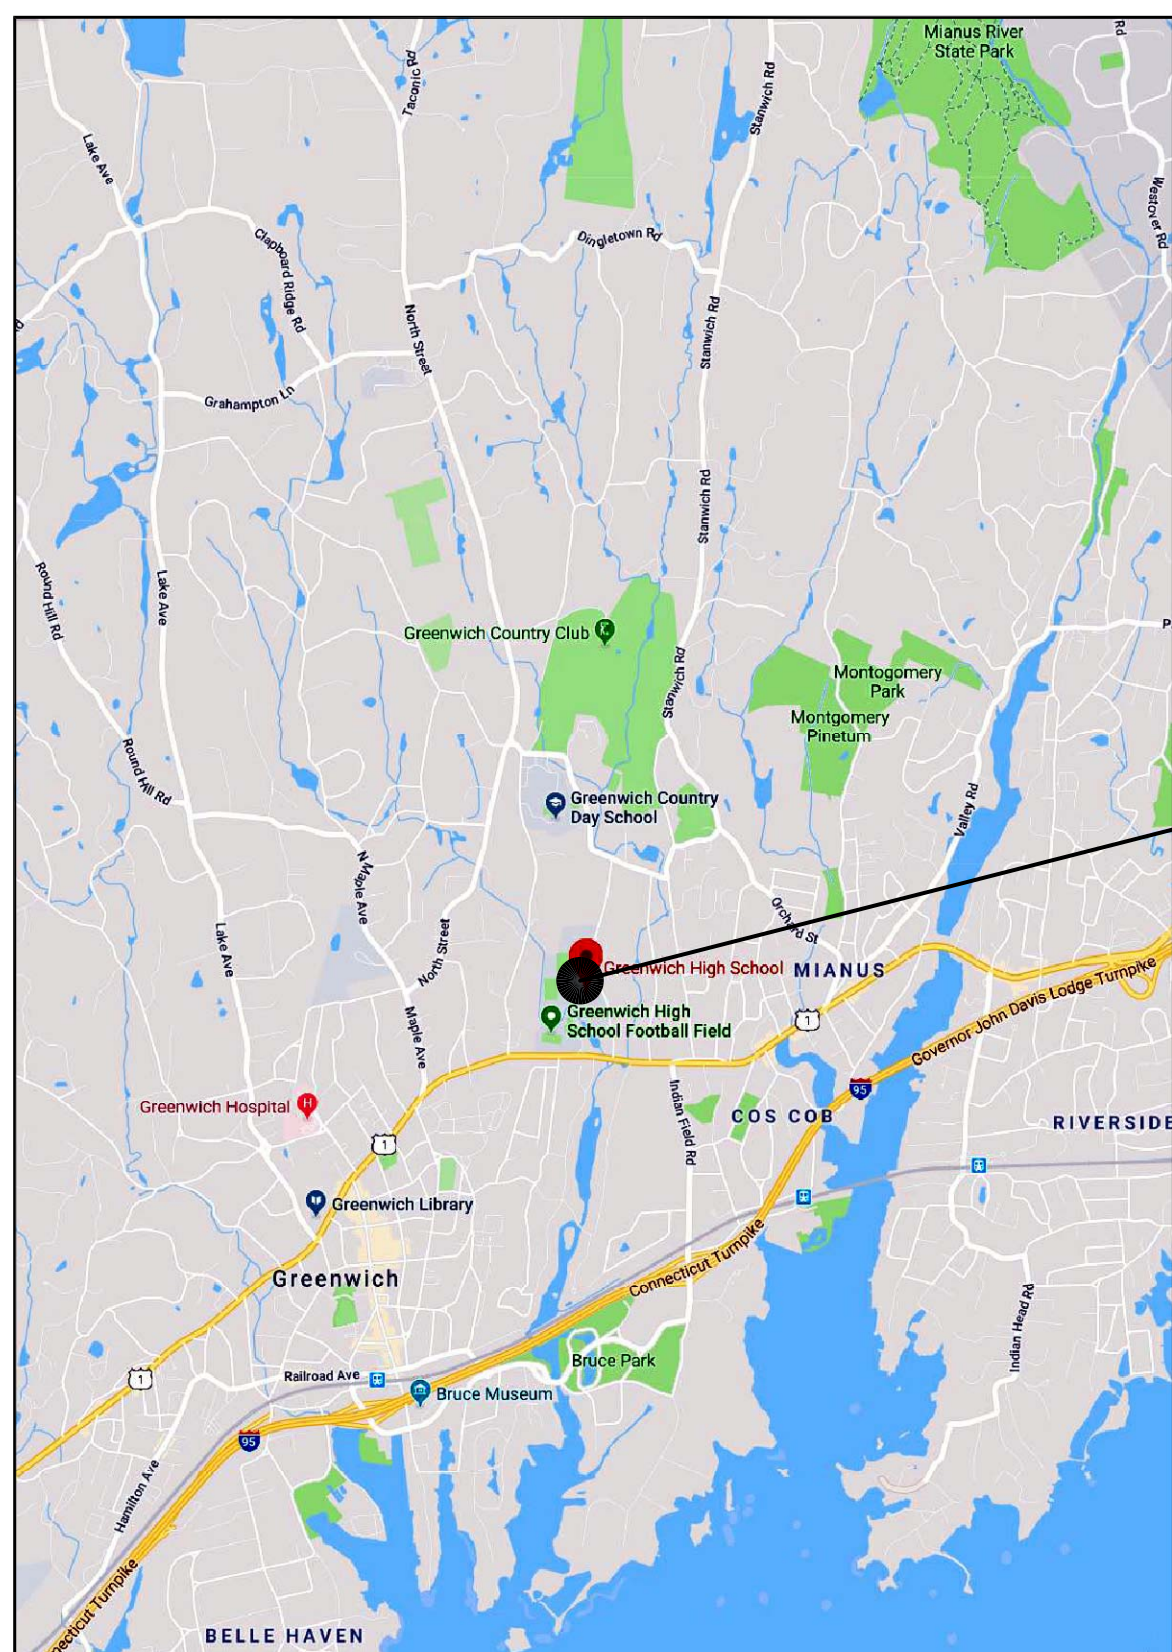 Mianus River
State Park
Rd
Taconic Rd
Stanwich Rd
Lake Ave
Westover Rd
Clapboard Ridge Rd
Dingletown Rd
North Street
Stanwich Rd
Grahampton Ln
Stanwich Rd
Round Hill Rd
Lake Ave
Greenwich Country Club
Stanwich Rd
Montogomery
Park
Montgomery
Pinetum
Round Hill Rd
Greenwich Country
Day School
Valley Rd
N Maple Ave
Orchard St
Lake Ave
North Street
Greenwich High School
MIANUS
Greenwich High
School Football Field
1
Governor John Davis Lodge Turnpike
Maple Ave
95
Indian Field Rd
Greenwich Hospital
H
COS COB
RIVERSIDE
1
Greenwich Library
Connecticut Turnpike
Greenwich
Indian Head Rd
Bruce Park
Railroad Ave
1
Bruce Museum
95
Hamilton Ave
necticut Turnpike
BELLE HAVEN